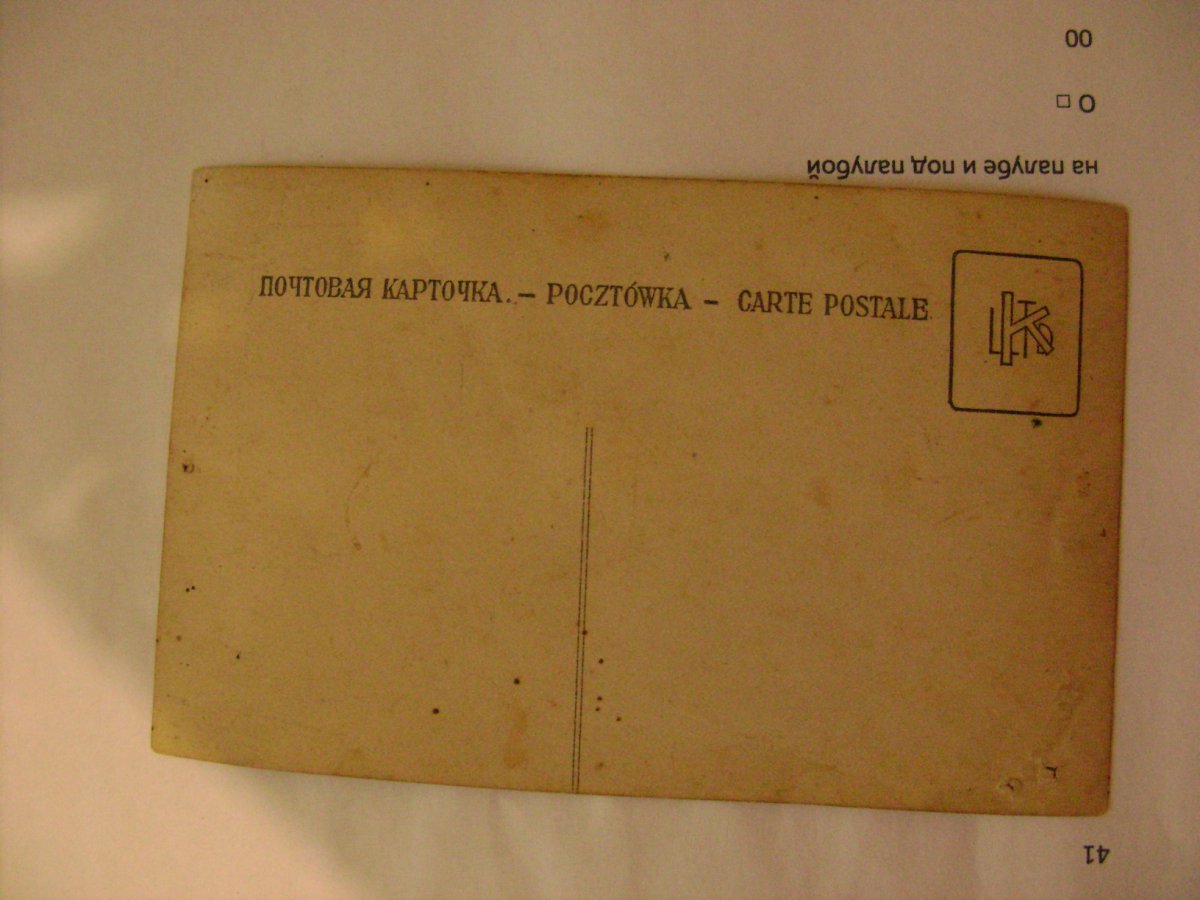 00
О □
на палубе и под палубой
ПОЧТОВАЯ КАРТОЧКА. — POCZTÓWKA — CARTE POSTALE.
41